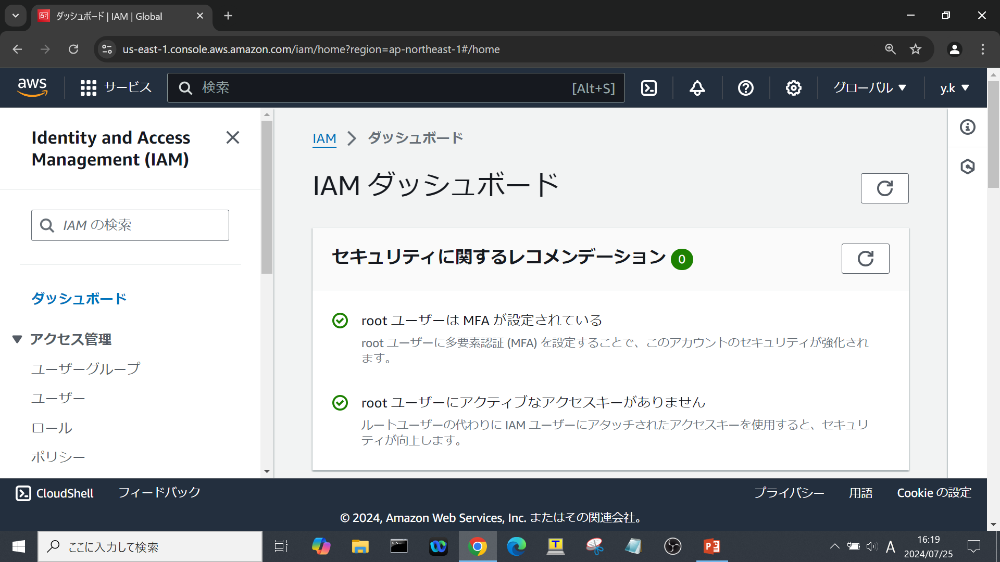 ダッシュボード | IAM | Global
us-east-1.console.aws.amazon.com/iam/home?region=ap-northeast-1#/home
aws
サービス
検索
[Alt+S]
グローバル
y.k
Identity and Access
Management (IAM)
IAM の検索
ダッシュボード
アクセス管理
ユーザーグループ
ユーザー
ロール
ポリシー
IAM
ダッシュボード
IAM ダッシュボード
セキュリティに関するレコメンデーション 0
root ユーザーは MFA が設定されている
root ユーザーに多要素認証 (MFA) を設定することで、このアカウントのセキュリティが強化され
ます。
root ユーザーにアクティブなアクセスキーがありません
ルートユーザーの代わりに IAM ユーザーにアタッチされたアクセスキーを使用すると、セキュリ
ティが向上します。
CloudShell
フィードバック
プライバシー
用語
Cookie の設定
© 2024, Amazon Web Services, Inc. またはその関連会社。
ここに入力して検索
A
16:19
2024/07/25